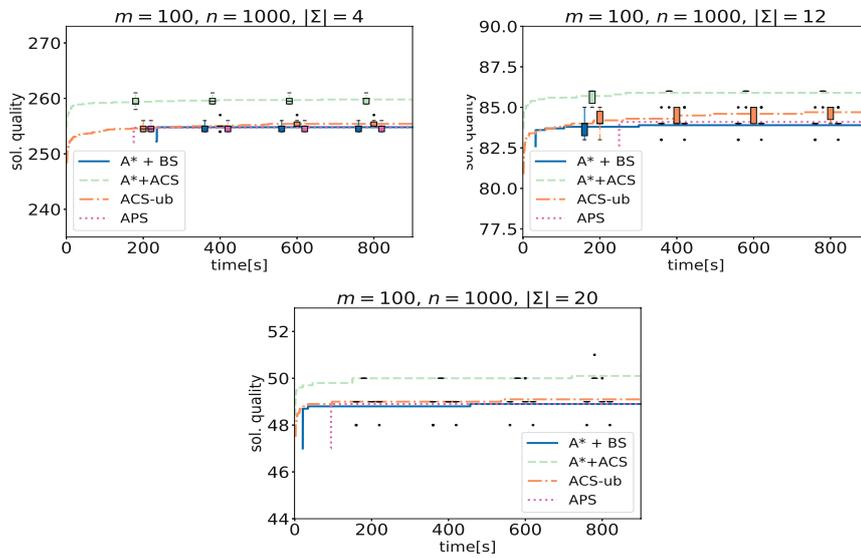 m = 100, n = 1000, |Σ| = 4
270
260
250
240
sol. quality
A* + BS
A*+ACS
ACS-ub
APS
0 200 400 600 800
time[s]
m = 100, n = 1000, |Σ| = 12
90.0
87.5
85.0
82.5
80.0
77.5
sol. quality
A* + BS
A*+ACS
ACS-ub
APS
0 200 400 600 800
time[s]
m = 100, n = 1000, |Σ| = 20
52
50
48
46
44
sol. quality
A* + BS
A*+ACS
ACS-ub
APS
0 200 400 600 800
time[s]